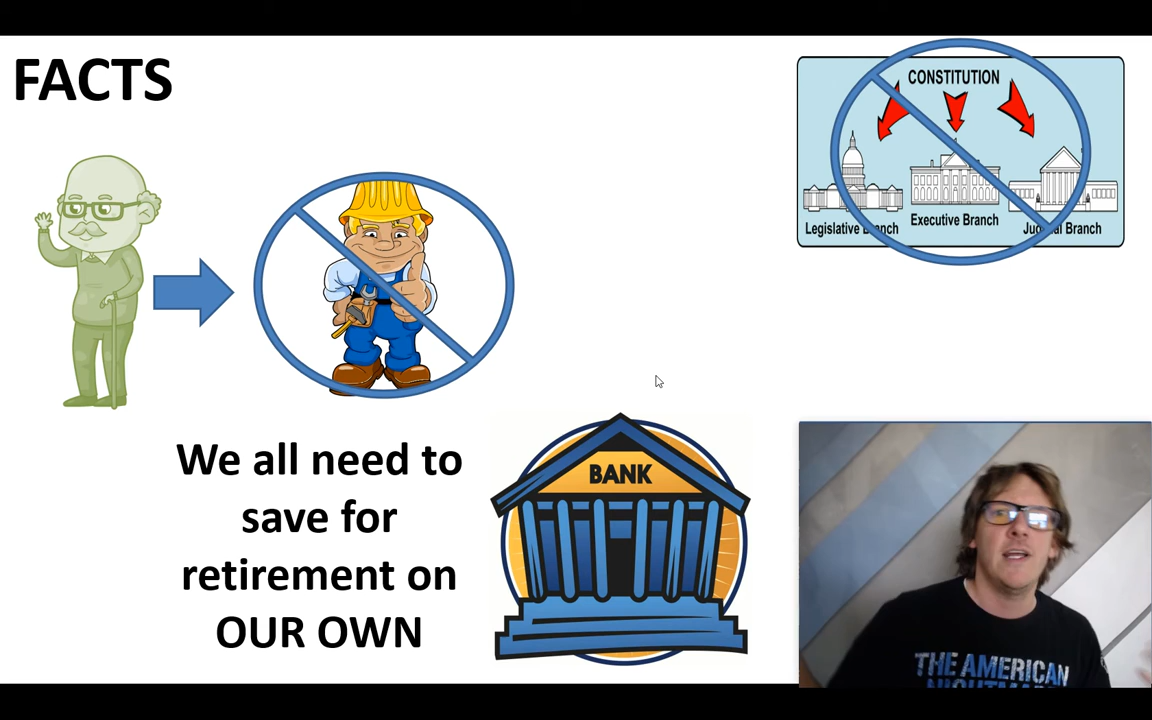 FACTS
CONSTITUTION
Executive Branch
Legislative Branch
Judicial Branch
We all need to
save for
retirement on
OUR OWN
BANK
THE AMERICAN